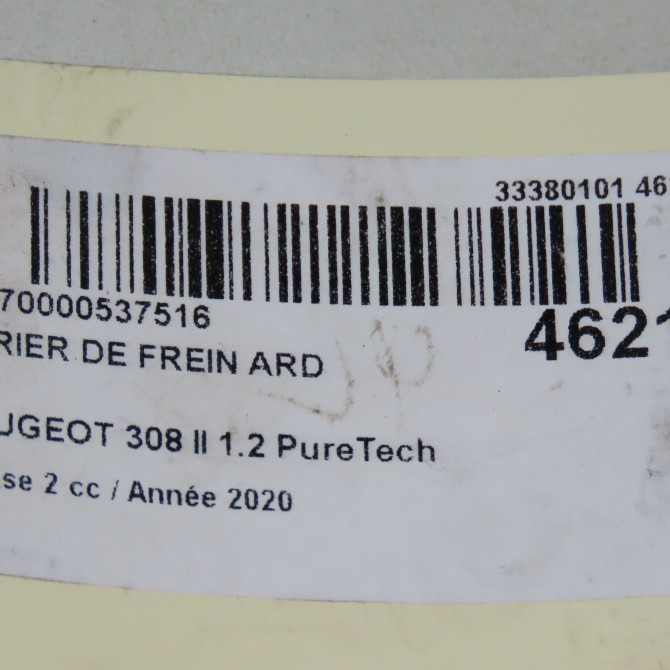 33380101 46
70000537516
4621
RIER DE FREIN ARD
UGEOT 308 II 1.2 PureTech
se 2 cc / Année 2020